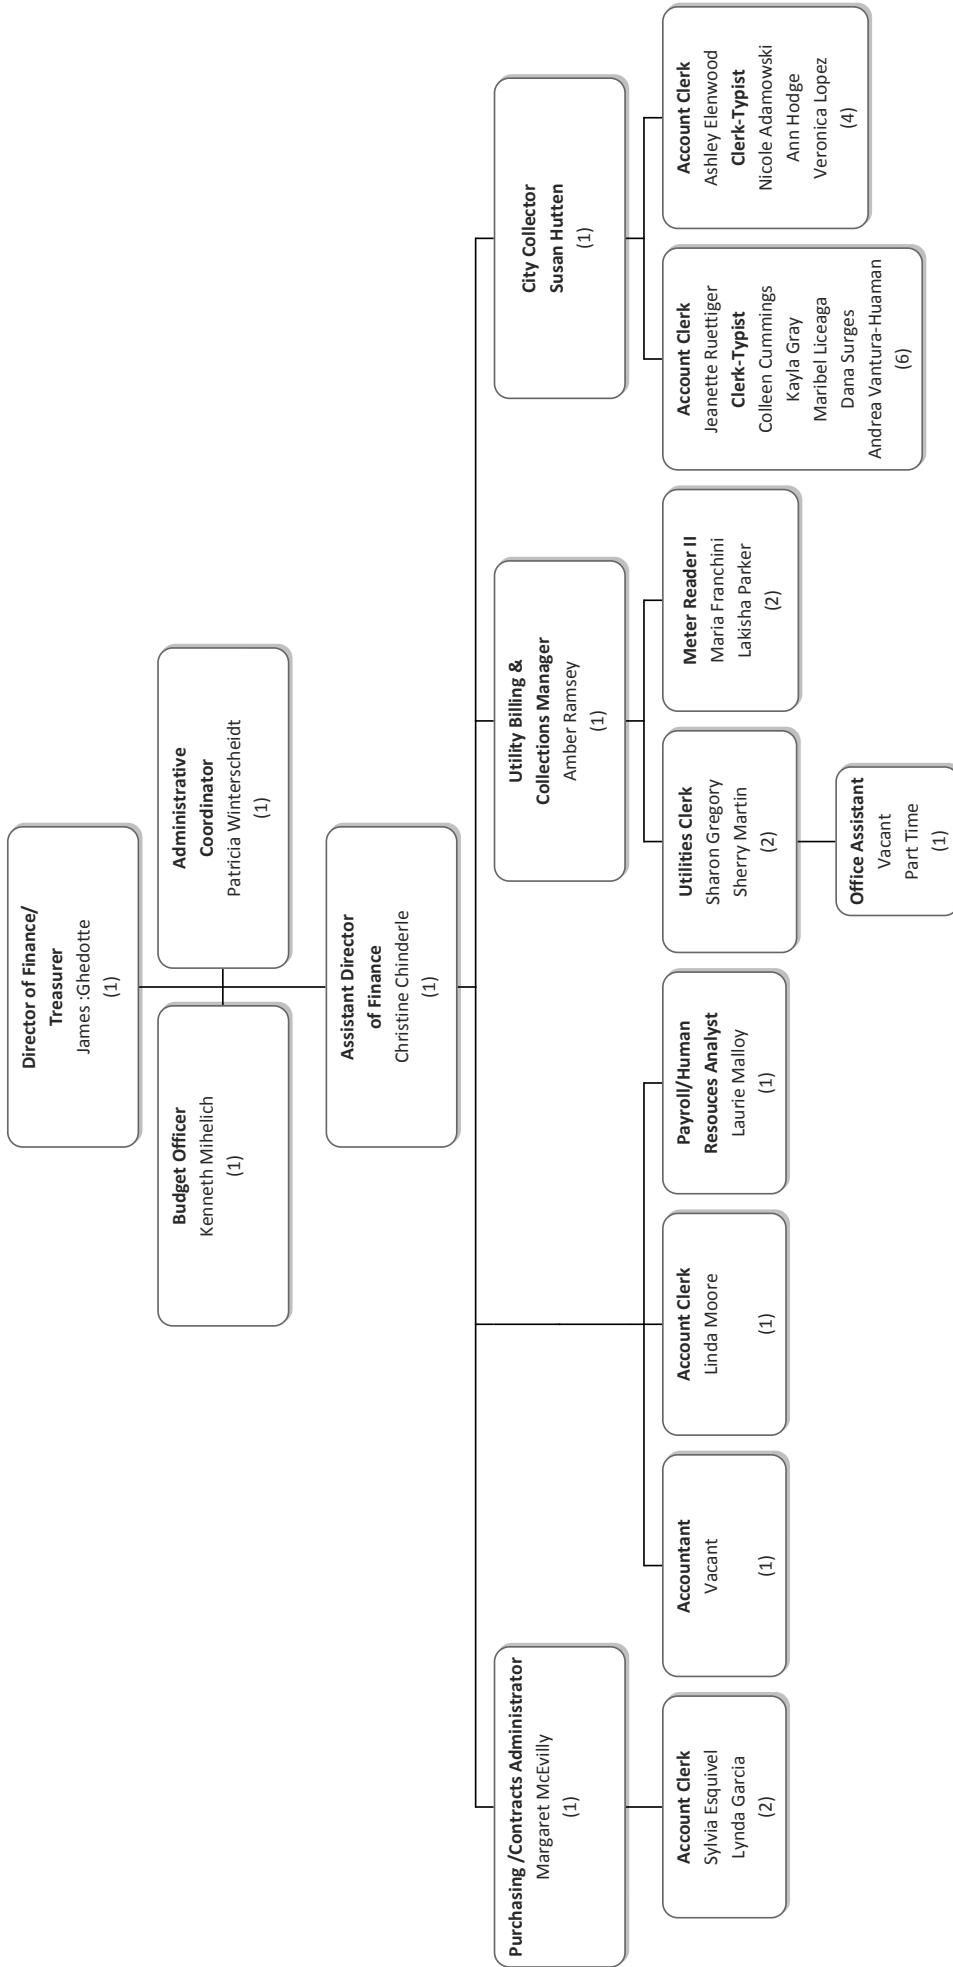 Director of Finance/
Treasurer
James :Ghedotte
(1)
Budget Officer
Kenneth Mihelich
(1)
Administrative
Coordinator
Patricia Winterscheidt
(1)
Assistant Director
of Finance
Christine Chinderle
(1)
Purchasing /Contracts Administrator
Margaret McEvilly
(1)
Account Clerk
Sylvia Esquivel
Lynda Garcia
(2)
Accountant
Vacant
(1)
Account Clerk
Linda Moore
(1)
Payroll/Human
Resouces Analyst
Laurie Malloy
(1)
Utility Billing &
Collections Manager
Amber Ramsey
(1)
Utilities Clerk
Sharon Gregory
Sherry Martin
(2)
Office Assistant
Vacant
Part Time
(1)
Meter Reader II
Maria Franchini
Lakisha Parker
(2)
City Collector
Susan Hutten
(1)
Account Clerk
Jeanette Ruettiger
Clerk-Typist
Colleen Cummings
Kayla Gray
Maribel Liceaga
Dana Surges
Andrea Vantura-Huaman
(6)
Account Clerk
Ashley Elenwood
Clerk-Typist
Nicole Adamowski
Ann Hodge
Veronica Lopez
(4)